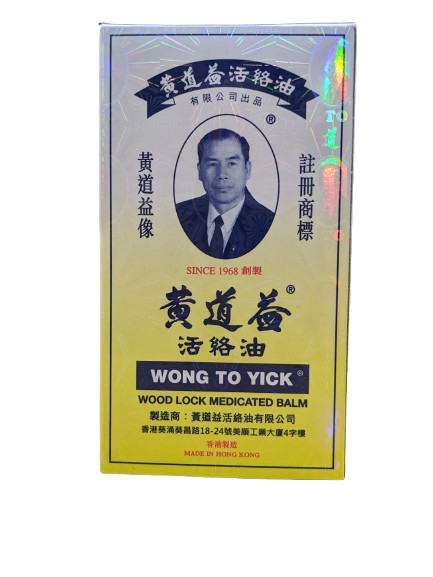 黃道益活絡油
有限公司出品
®
黃道益像
註冊商標
SINCE 1968 創製
黃道益®
活絡油
WONG TO YICK®
WOOD LOCK MEDICATED BALM
製造商：黃道益活絡油有限公司
香港葵涌葵昌路18-24號美順工業大廈4字樓
香港製造
MADE IN HONG KONG
TO
道